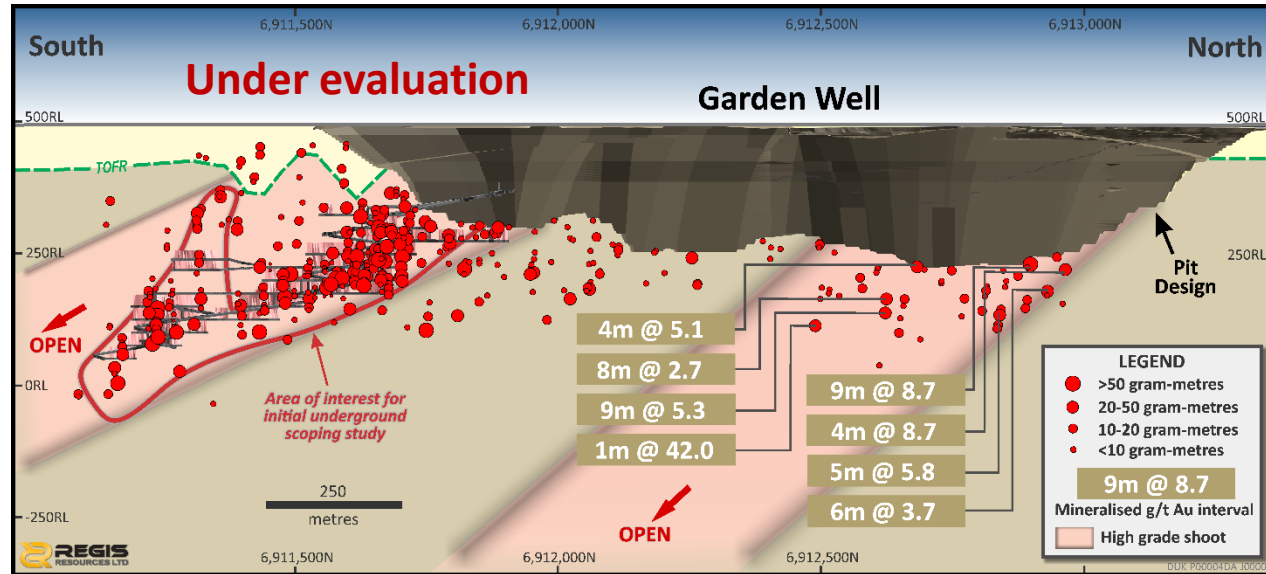 6,911,500N
6,912,000N
6,912,500N
6,913,000N
South
North
Under evaluation
Garden Well
500RL
500RL
TOFR
250RL
250RL
Pit
Design
OPEN
0RL
Area of interest for
initial underground
scoping study
4m @ 5.1
8m @ 2.7
9m @ 5.3
1m @ 42.0
9m @ 8.7
4m @ 8.7
5m @ 5.8
6m @ 3.7
LEGEND
>50 gram-metres
20-50 gram-metres
10-20 gram-metres
<10 gram-metres
9m @ 8.7
Mineralised g/t Au interval
High grade shoot
250
metres
-250RL
OPEN
REGIS
RESOURCES LTD
6,911,500N
6,912,000N
6,912,500N